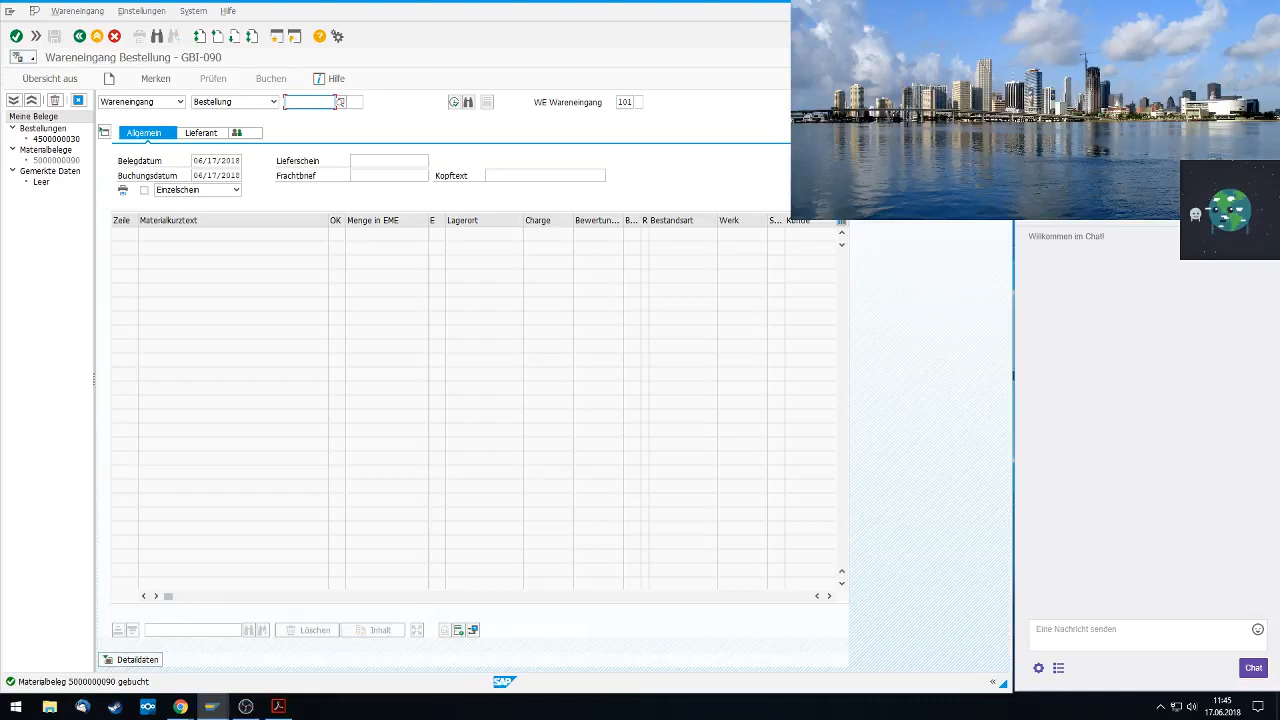 Wareneingang Einstellungen System Hilfe
Wareneingang Bestellung - GBI-090
Übersicht aus Merken Prüfen Buchen Hilfe
Wareneingang Bestellung WE Wareneingang 101
Meine Belege
Bestellungen
4500000030
Materialbelege
5000000090
Gemerkte Daten
Leer
Allgemein Lieferant
Belegdatum 06/17/2018 Lieferschein
Buchungsdatum 06/17/2018 Frachtbrief Kopftext
Einzelschein
Zeile Materialkurztext OK Menge in EME E Lagerort Charge Bewertun... B... R Bestandsart Werk S... Kunde
Löschen Inhalt
Detaildaten
Materialbeleg 5000000090 gebucht
SAP
Willkommen im Chat!
Eine Nachricht senden
Chat
11:45
17.06.2018